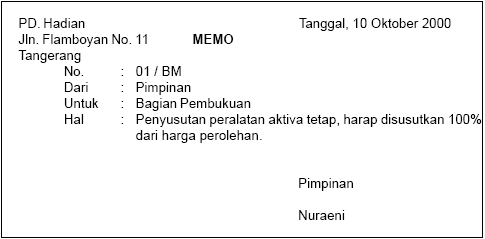 PD. Hadian Tanggal, 10 Oktober 2000
Jln. Flamboyan No. 11 MEMO
Tangerang
No. : 01 / BM
Dari : Pimpinan
Untuk : Bagian Pembukuan
Hal : Penyusutan peralatan aktiva tetap, harap disusutkan 100%
dari harga perolehan.
Pimpinan
Nuraeni